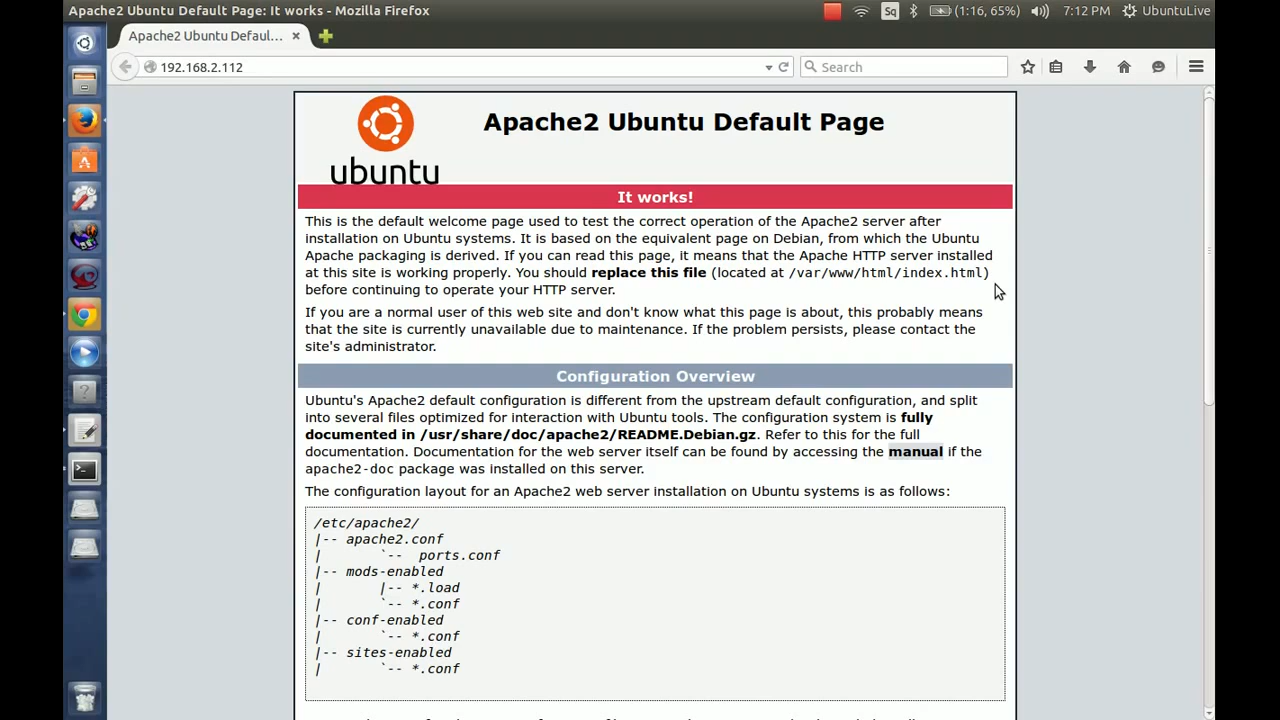 Apache2 Ubuntu Default Page: It works - Mozilla Firefox
Sq
(1:16, 65%)
7:12 PM
UbuntuLive
Apache2 Ubuntu Defaul...
192.168.2.112
Search
ubuntu
Apache2 Ubuntu Default Page
It works!
This is the default welcome page used to test the correct operation of the Apache2 server after
installation on Ubuntu systems. It is based on the equivalent page on Debian, from which the Ubuntu
Apache packaging is derived. If you can read this page, it means that the Apache HTTP server installed
at this site is working properly. You should replace this file (located at /var/www/html/index.html)
before continuing to operate your HTTP server.
If you are a normal user of this web site and don't know what this page is about, this probably means
that the site is currently unavailable due to maintenance. If the problem persists, please contact the
site's administrator.
Configuration Overview
Ubuntu's Apache2 default configuration is different from the upstream default configuration, and split
into several files optimized for interaction with Ubuntu tools. The configuration system is fully
documented in /usr/share/doc/apache2/README.Debian.gz. Refer to this for the full
documentation. Documentation for the web server itself can be found by accessing the manual if the
apache2-doc package was installed on this server.
The configuration layout for an Apache2 web server installation on Ubuntu systems is as follows:
/etc/apache2/
|-- apache2.conf
|       `--  ports.conf
|-- mods-enabled
|       |-- *.load
|       `-- *.conf
|-- conf-enabled
|       `-- *.conf
|-- sites-enabled
|       `-- *.conf